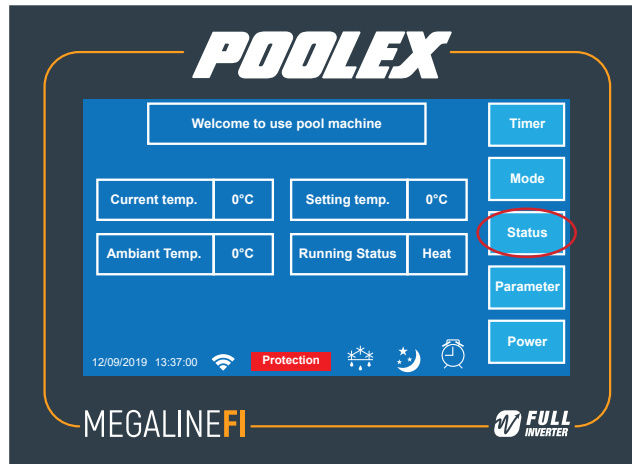 POOLEX
Welcome to use pool machine
Timer
Mode
Current temp. 0°C Setting temp. 0°C
Status
Ambiant Temp. 0°C Running Status Heat
Parameter
Power
12/09/2019 13:37:00 Protection
MEGALINEFI
FULL
INVERTER